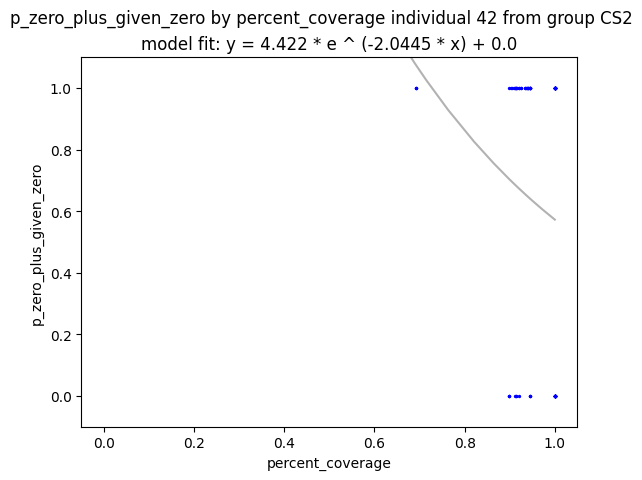 p_zero_plus_given_zero by percent_coverage individual 42 from group CS2
model fit: y = 4.422 * e ^ (-2.0445 * x) + 0.0
1.0
0.8
0.6
0.4
0.2
0.0
p_zero_plus_given_zero
0.0 0.2 0.4 0.6 0.8 1.0
percent_coverage